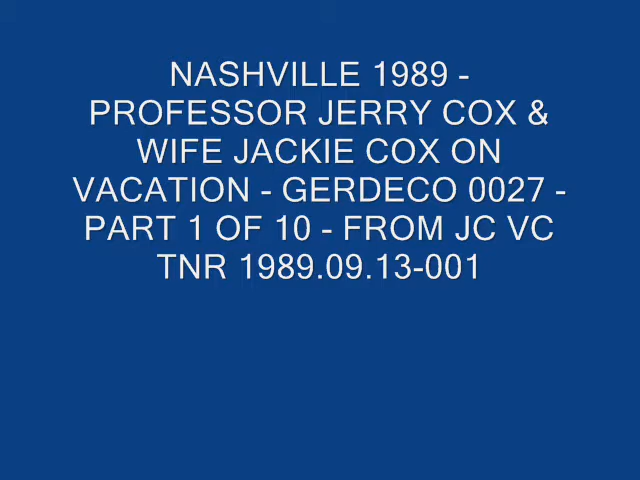 NASHVILLE 1989 -
PROFESSOR JERRY COX &
WIFE JACKIE COX ON
VACATION - GERDECO 0027 -
PART 1 OF 10 - FROM JC VC
TNR 1989.09.13-001